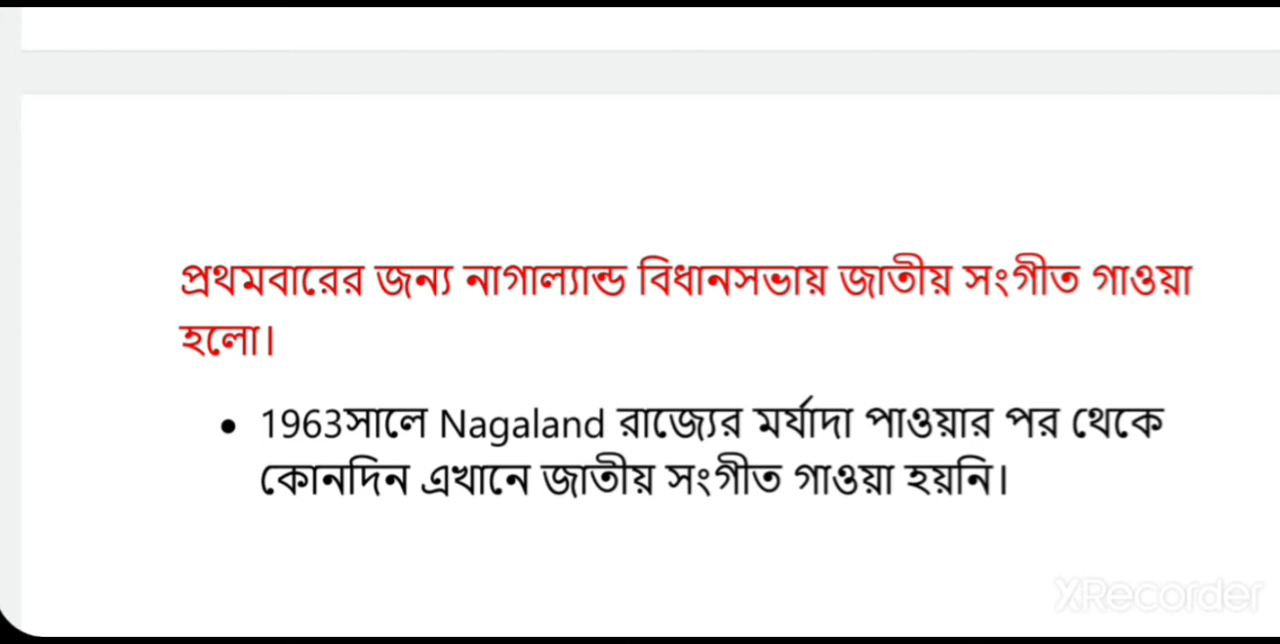 প্রথমবারের জন্য নাগাল্যান্ড বিধানসভায় জাতীয় সংগীত গাওয়া
হলো।
• 1963সালে Nagaland রাজ্যের মর্যাদা পাওয়ার পর থেকে
কোনদিন এখানে জাতীয় সংগীত গাওয়া হয়নি।
XRecorder